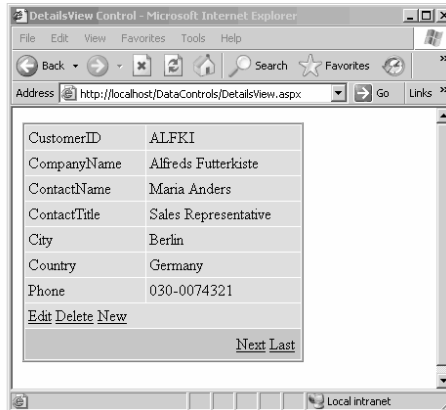 DetailsView Control - Microsoft Internet Explorer
File Edit View Favorites Tools Help
Back Search Favorites »
Address http://localhost/DataControls/DetailsView.aspx Go Links »
CustomerID ALFKI
CompanyName Alfreds Futterkiste
ContactName Maria Anders
ContactTitle Sales Representative
City Berlin
Country Germany
Phone 030-0074321
Edit Delete New
Next Last
Local intranet